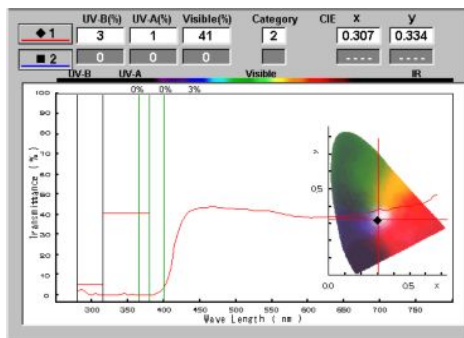 UV-B(%) UV-A(%) Visible(%) Category CIE x y
◆ 1 3 1 41 2 0.307 0.334
■ 2 0 0 0 ---- ----
UV-B UV-A Visible IR
0% 0% 3%
100
90
80
70
60
50
40
30
20
10
0
Transmittance (%)
300 350 400 450 500 550 600 650 700 750
Wave Length ( nm )
y
0.5
0.0 0.5 x